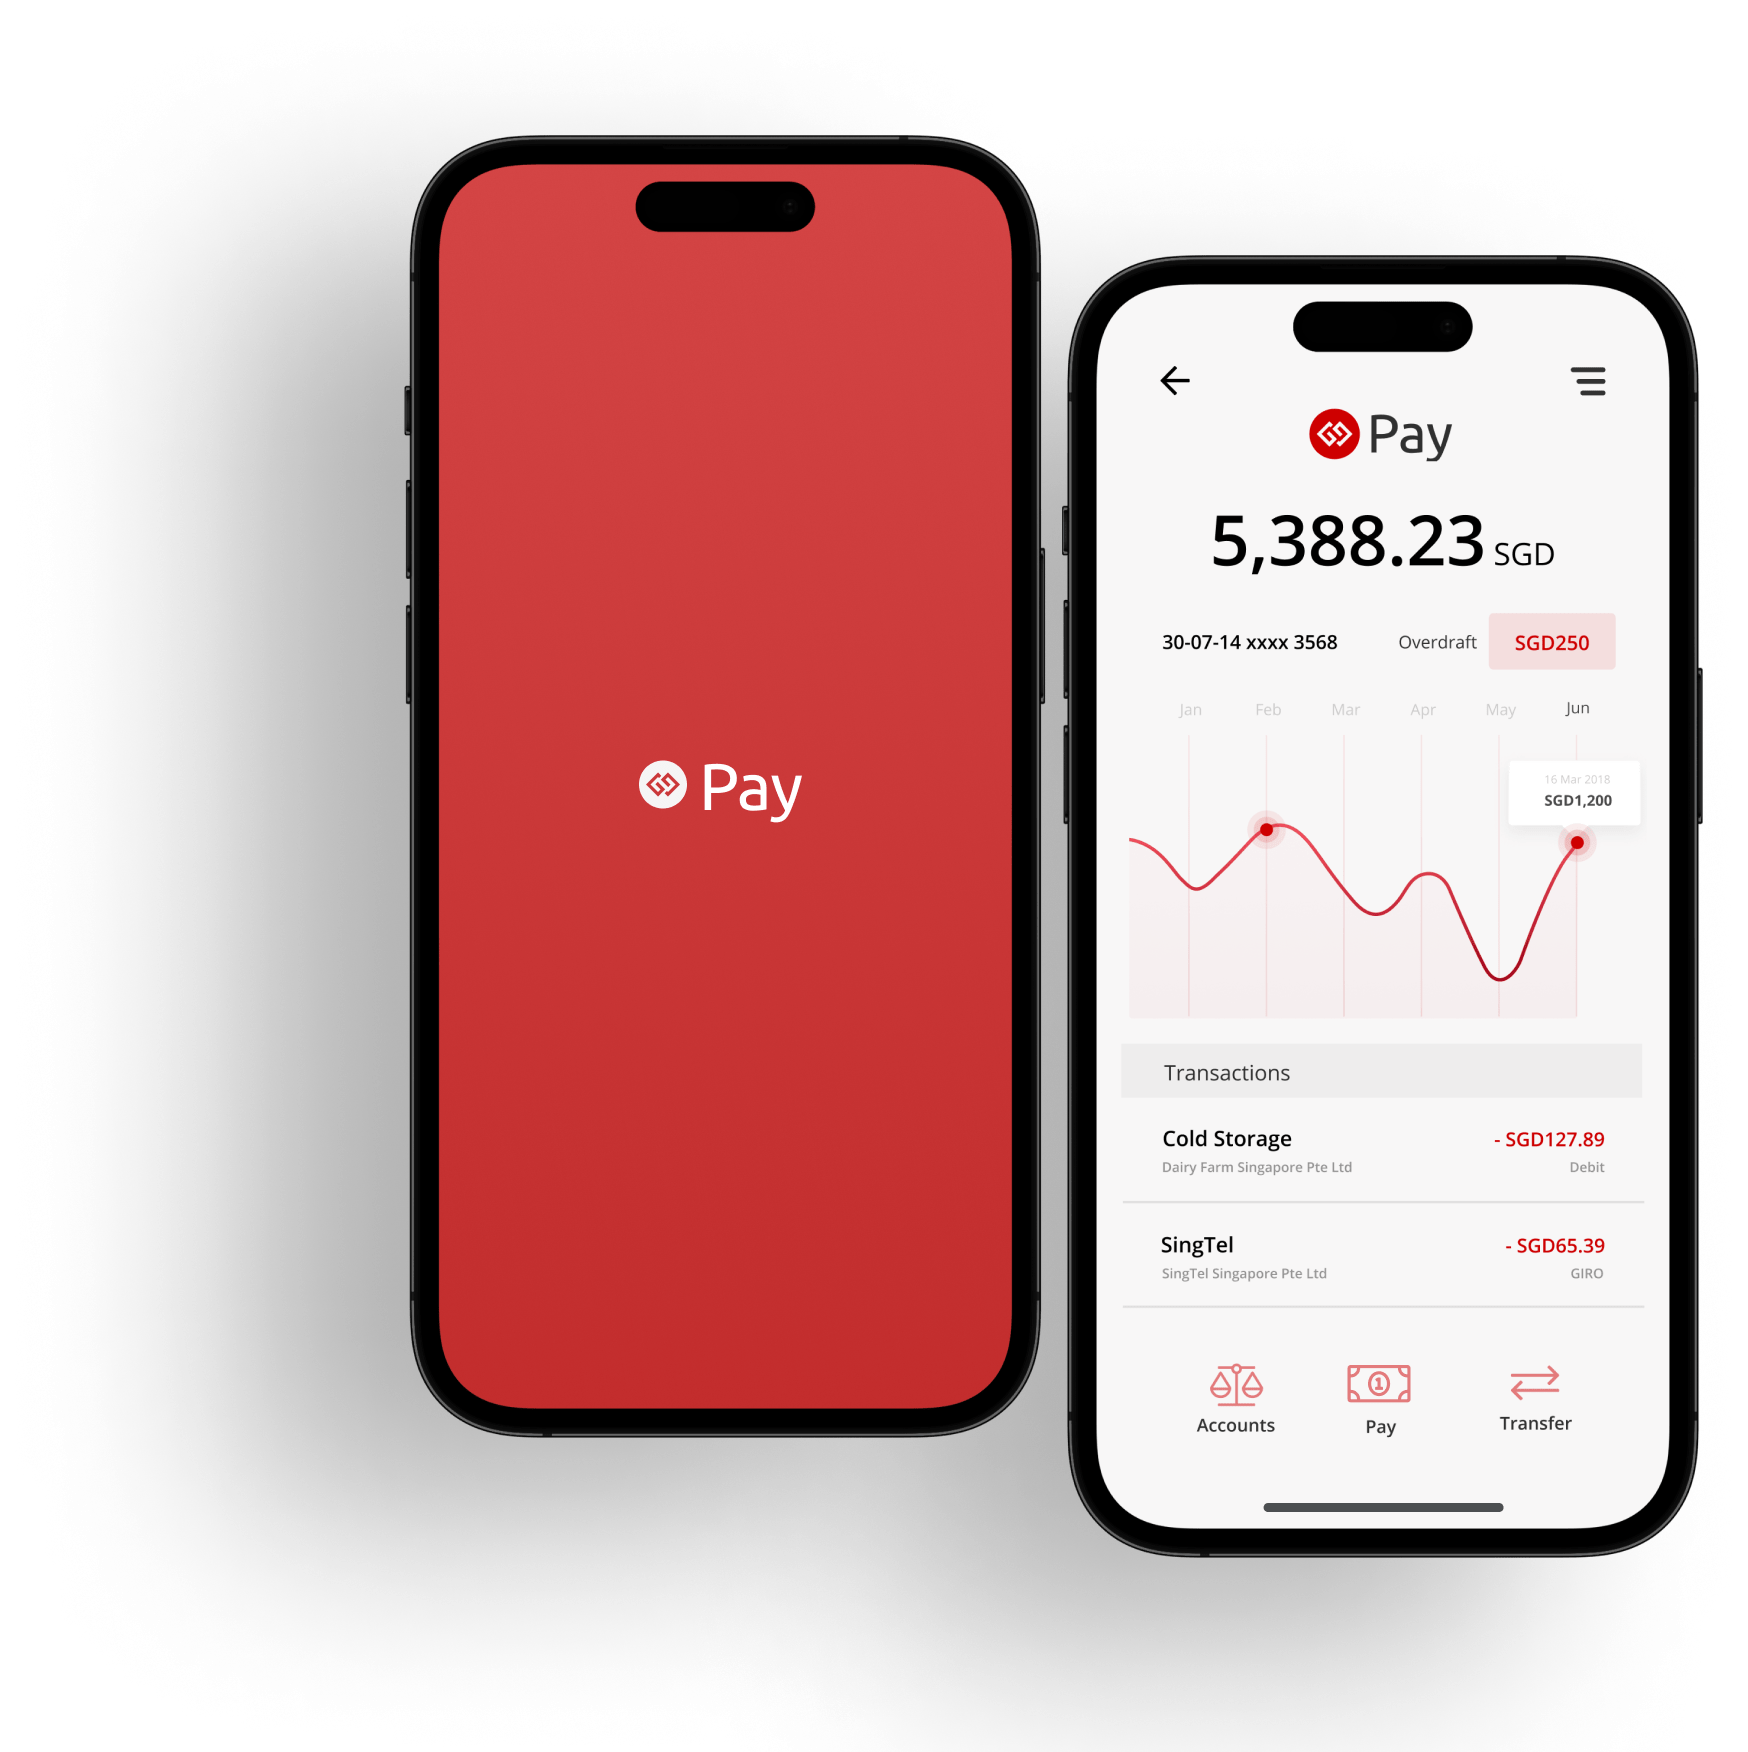 Pay
Pay
5,388.23 SGD
30-07-14 xxxx 3568 Overdraft SGD250
Jan Feb Mar Apr May Jun
16 Mar 2018
SGD1,200
Transactions
Cold Storage - SGD127.89
Dairy Farm Singapore Pte Ltd Debit
SingTel - SGD65.39
SingTel Singapore Pte Ltd GIRO
1
Accounts Pay Transfer